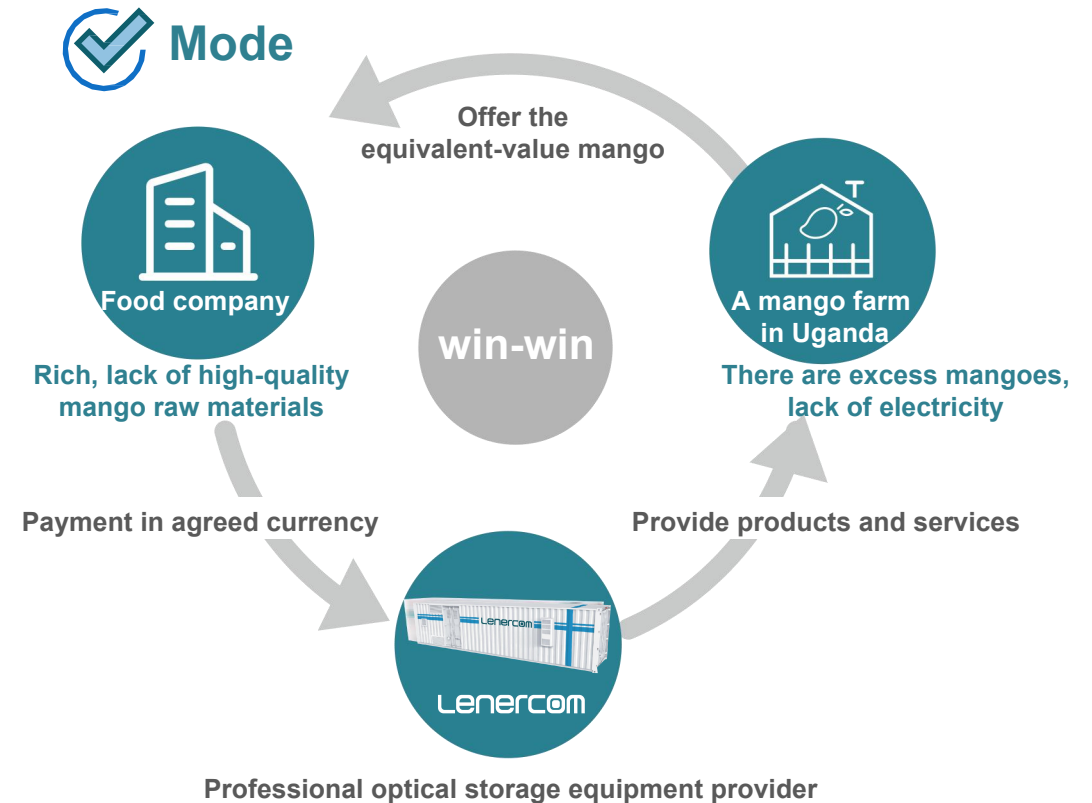 Mode
Offer the
equivalent-value mango
Food company
A mango farm
in Uganda
win-win
Rich, lack of high-quality
mango raw materials
There are excess mangoes,
lack of electricity
Payment in agreed currency
Provide products and services
Lenercom
Lenercom
Professional optical storage equipment provider